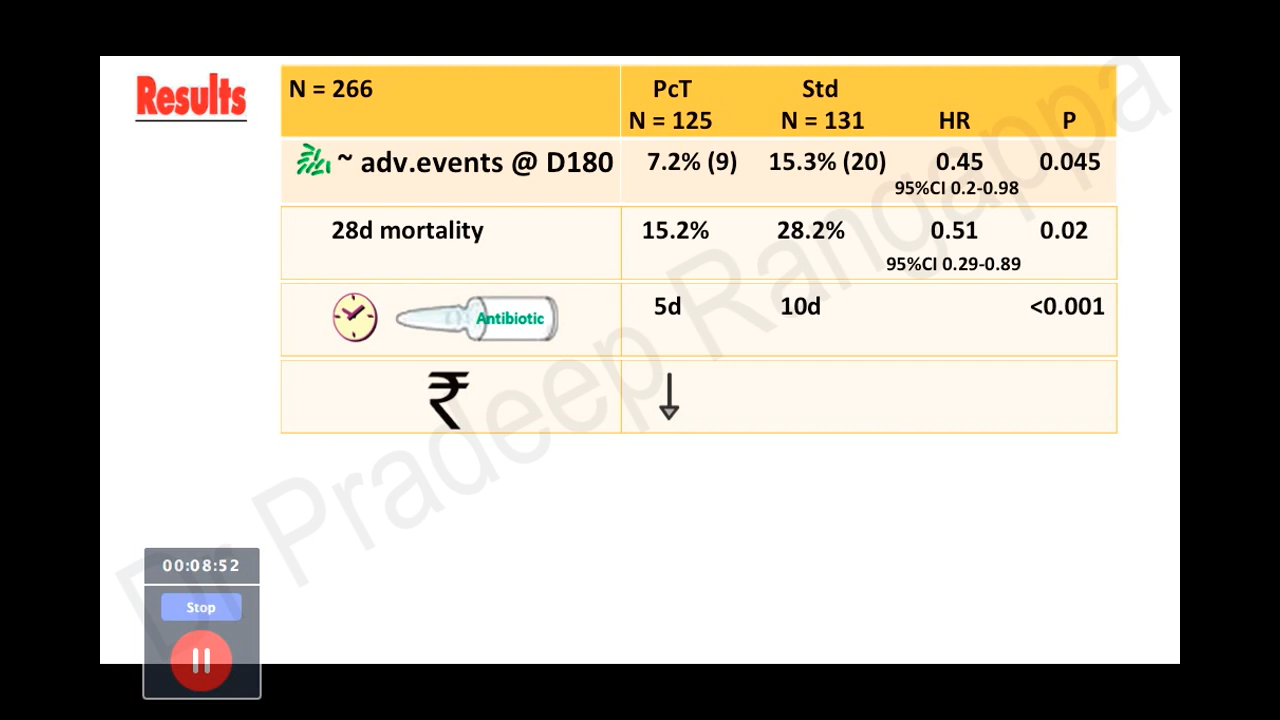 Results
N = 266 PcT Std
N = 125 N = 131 HR P
~ adv.events @ D180 7.2% (9) 15.3% (20) 0.45 0.045
95%CI 0.2-0.98
28d mortality 15.2% 28.2% 0.51 0.02
95%CI 0.29-0.89
Antibiotic 5d 10d <0.001
₹
Dr Pradeep Rangappa
00:08:52
Stop